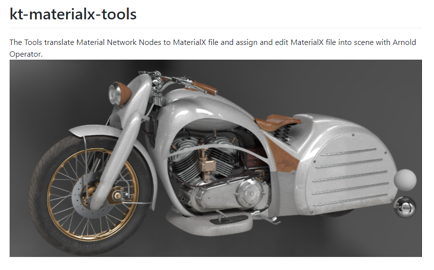 kt-materialx-tools
The Tools translate Material Network Nodes to MaterialX file and assign and edit MaterialX file into scene with Arnold
Operator.